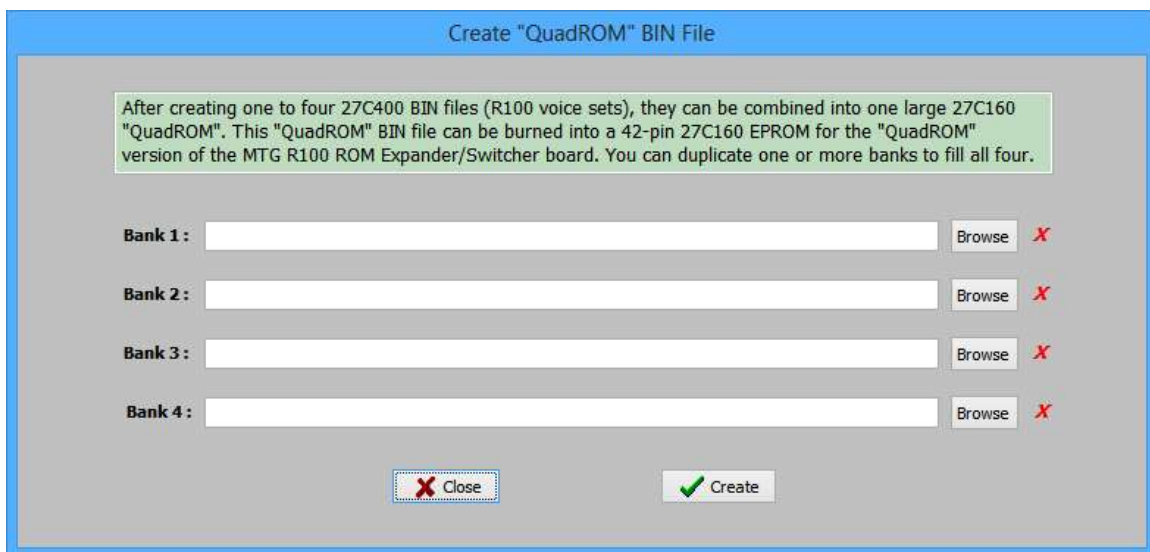 Create "QuadROM" BIN File
After creating one to four 27C400 BIN files (R100 voice sets), they can be combined into one large 27C160
"QuadROM". This "QuadROM" BIN file can be burned into a 42-pin 27C160 EPROM for the "QuadROM"
version of the MTG R100 ROM Expander/Switcher board. You can duplicate one or more banks to fill all four.
Bank 1 : Browse X
Bank 2 : Browse X
Bank 3 : Browse X
Bank 4 : Browse X
Close Create